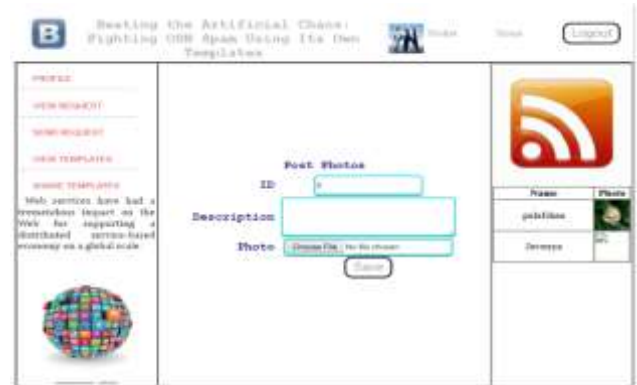 B
Beating the Artificial Chaos:
Fighting OSN Spam Using Its Own
Templates
Logout
PROFILE
VIEW REQUEST
SEND REQUEST
VIEW TEMPLATES
SHARE TEMPLATES
Web services have had a
tremendous impact on the
Web for supporting a
distributed service-based
economy on a global scale
Post Photos
ID
Description
Photo
Choose File No file chosen
Save
Name Photo